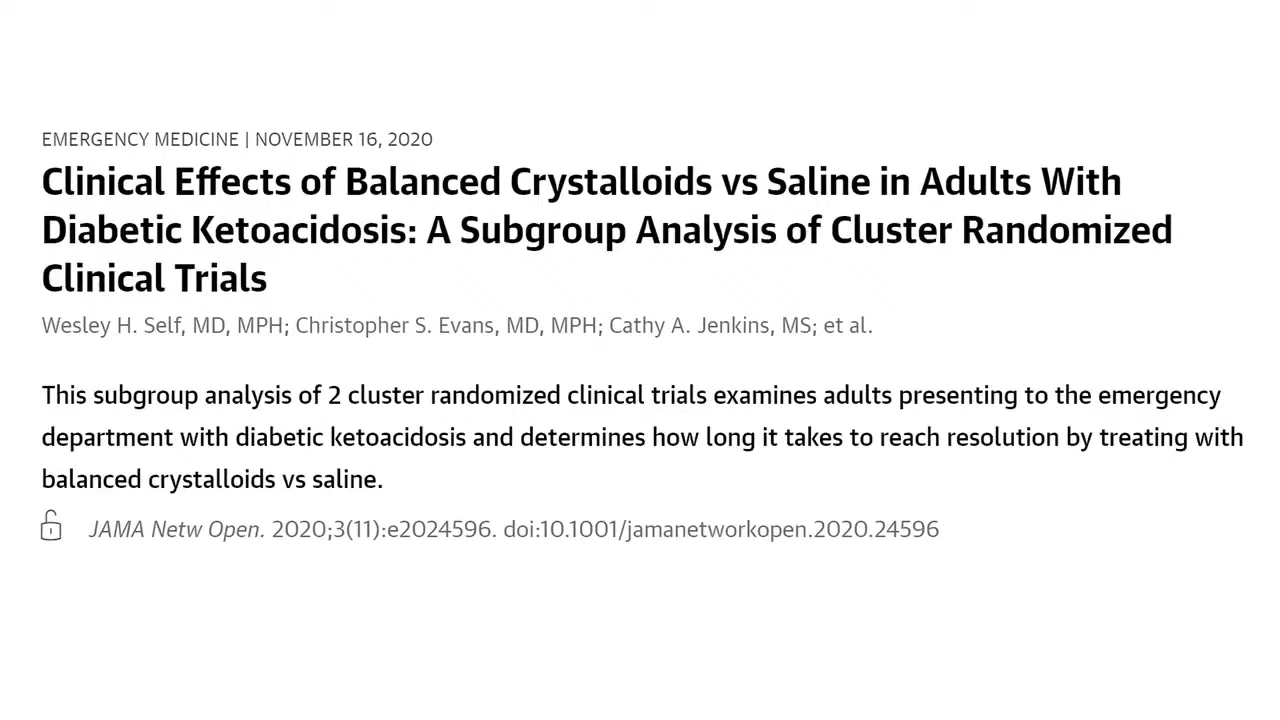 EMERGENCY MEDICINE | NOVEMBER 16, 2020
Clinical Effects of Balanced Crystalloids vs Saline in Adults With
Diabetic Ketoacidosis: A Subgroup Analysis of Cluster Randomized
Clinical Trials
Wesley H. Self, MD, MPH; Christopher S. Evans, MD, MPH; Cathy A. Jenkins, MS; et al.
This subgroup analysis of 2 cluster randomized clinical trials examines adults presenting to the emergency
department with diabetic ketoacidosis and determines how long it takes to reach resolution by treating with
balanced crystalloids vs saline.
JAMA Netw Open. 2020;3(11):e2024596. doi:10.1001/jamanetworkopen.2020.24596